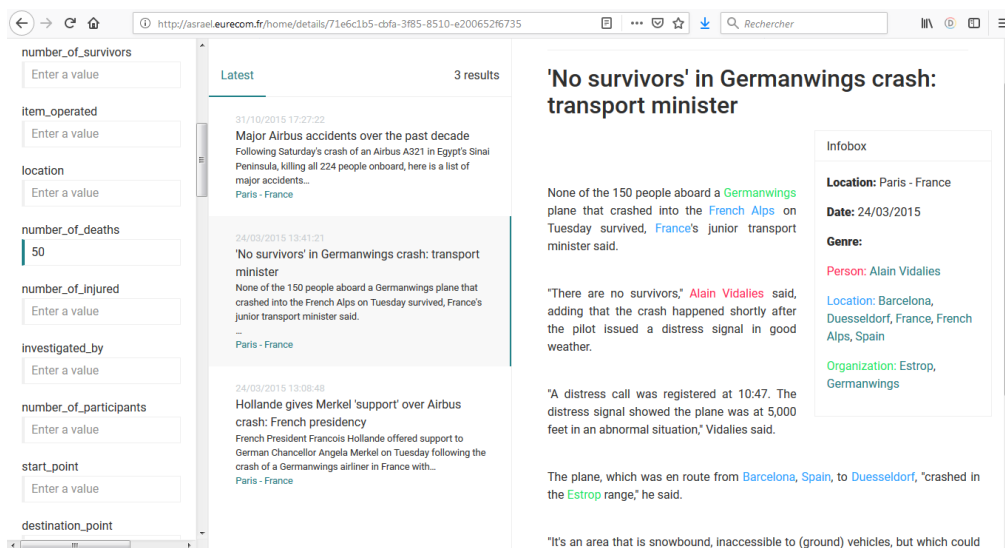 http://asrael.eurecom.fr/home/details/71e6c1b5-cbfa-3f85-8510-e200652f6735
Rechercher
number_of_survivors
Enter a value
item_operated
Enter a value
location
Enter a value
number_of_deaths
50
number_of_injured
Enter a value
investigated_by
Enter a value
number_of_participants
Enter a value
start_point
Enter a value
destination_point
Latest
3 results
31/10/2015 17:27:22
Major Airbus accidents over the past decade
Following Saturday's crash of an Airbus A321 in Egypt's Sinai
Peninsula, killing all 224 people onboard, here is a list of
major accidents...
Paris - France
24/03/2015 13:41:21
'No survivors' in Germanwings crash: transport
minister
None of the 150 people aboard a Germanwings plane that
crashed into the French Alps on Tuesday survived, France's
junior transport minister said.
...
Paris - France
24/03/2015 13:08:48
Hollande gives Merkel 'support' over Airbus
crash: French presidency
French President Francois Hollande offered support to
German Chancellor Angela Merkel on Tuesday following the
crash of a Germanwings airliner in France with...
Paris - France
'No survivors' in Germanwings crash:
transport minister
None of the 150 people aboard a Germanwings
plane that crashed into the French Alps on
Tuesday survived, France's junior transport
minister said.
"There are no survivors," Alain Vidalies said,
adding that the crash happened shortly after
the pilot issued a distress signal in good
weather.
"A distress call was registered at 10:47. The
distress signal showed the plane was at 5,000
feet in an abnormal situation," Vidalies said.
The plane, which was en route from Barcelona, Spain, to Duesseldorf, "crashed in
the Estrop range," he said.
"It's an area that is snowbound, inaccessible to (ground) vehicles, but which could
Infobox
Location: Paris - France
Date: 24/03/2015
Genre:
Person: Alain Vidalies
Location: Barcelona,
Duesseldorf, France, French
Alps, Spain
Organization: Estrop,
Germanwings